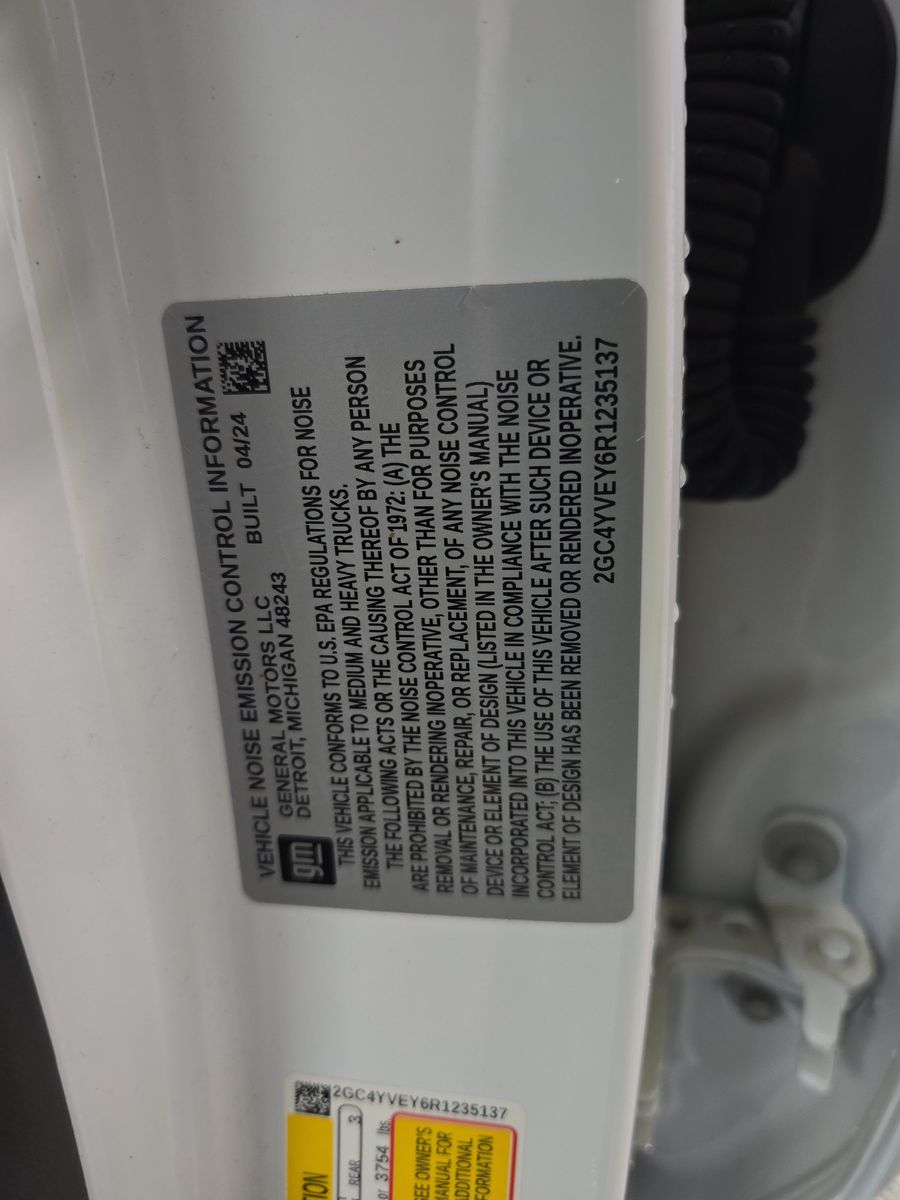 VEHICLE NOISE EMISSION CONTROL INFORMATION
gm
GENERAL MOTORS LLC BUILT 04/24
DETROIT, MICHIGAN 48243
THIS VEHICLE CONFORMS TO U.S. EPA REGULATIONS FOR NOISE
EMISSION APPLICABLE TO MEDIUM AND HEAVY TRUCKS.
THE FOLLOWING ACTS OR THE CAUSING THEREOF BY ANY PERSON
ARE PROHIBITED BY THE NOISE CONTROL ACT OF 1972: (A) THE
REMOVAL OR RENDERING INOPERATIVE, OTHER THAN FOR PURPOSES
OF MAINTENANCE, REPAIR, OR REPLACEMENT, OF ANY NOISE CONTROL
DEVICE OR ELEMENT OF DESIGN (LISTED IN THE OWNER'S MANUAL)
INCORPORATED INTO THIS VEHICLE IN COMPLIANCE WITH THE NOISE
CONTROL ACT; (B) THE USE OF THIS VEHICLE AFTER SUCH DEVICE OR
ELEMENT OF DESIGN HAS BEEN REMOVED OR RENDERED INOPERATIVE.
2GC4YVEY6R1235137
2GC4YVEY6R1235137
REAR 3
3754 lbs
SEE OWNER'S
MANUAL FOR
ADDITIONAL